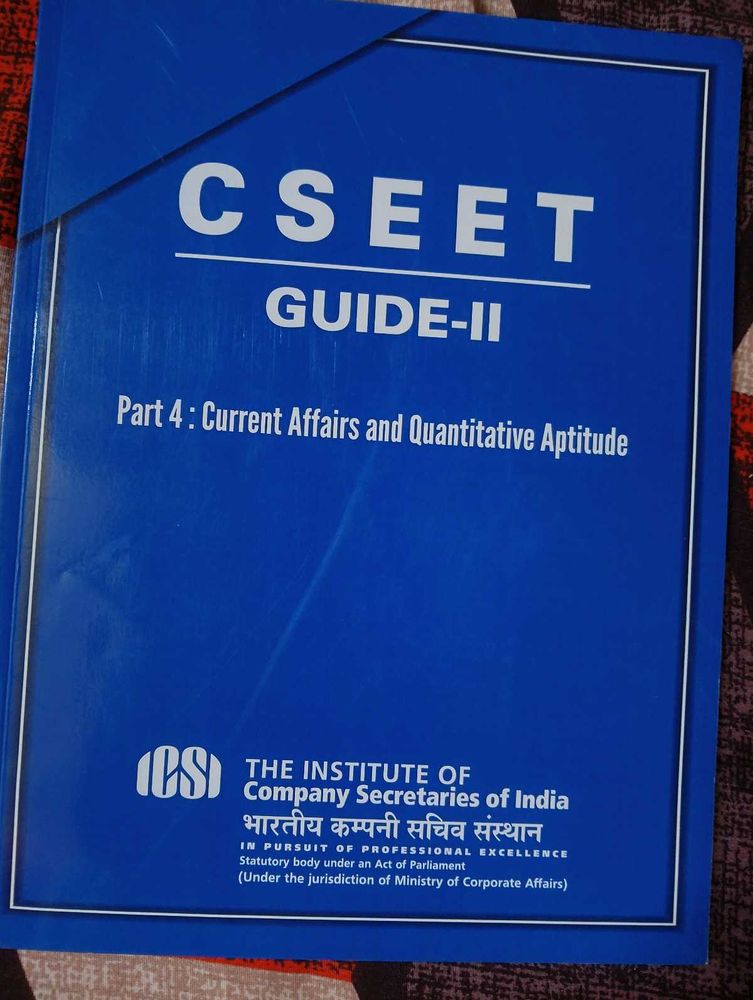 CSEET
GUIDE-II
Part 4 : Current Affairs and Quantitative Aptitude
ICSI
THE INSTITUTE OF
Company Secretaries of India
भारतीय कम्पनी सचिव संस्थान
IN PURSUIT OF PROFESSIONAL EXCELLENCE
Statutory body under an Act of Parliament
(Under the jurisdiction of Ministry of Corporate Affairs)